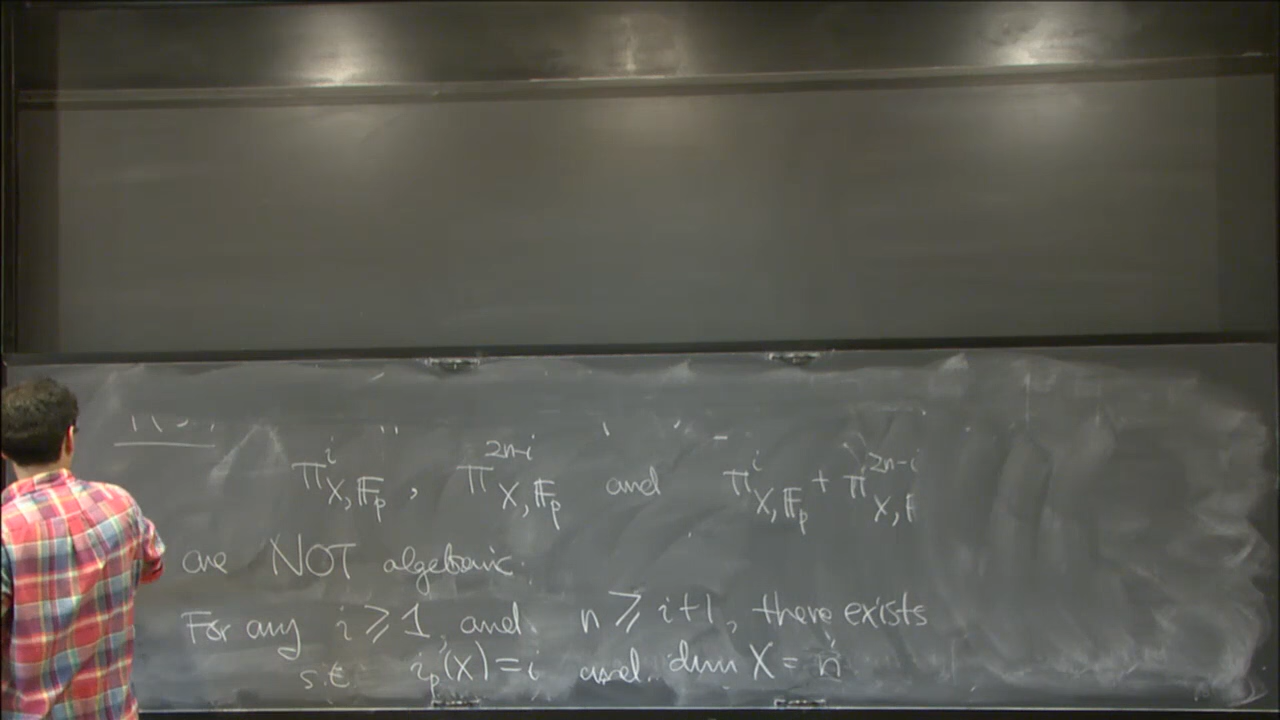 π^i_{X,𝔽_p}, π^{2n-i}_{X,𝔽_p} and π^i_{X,𝔽_p} + π^{2n-i}_{X,F
are NOT algebraic.
For any i ⩾ 1, and n ⩾ i+1, there exists
s.t i_p(X) = i and dim X = n